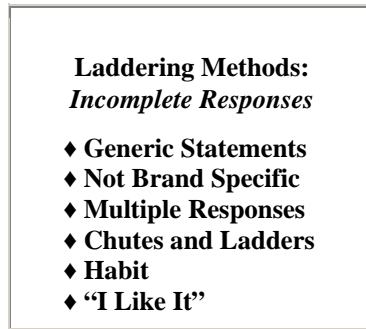 Laddering Methods:
Incomplete Responses
♦ Generic Statements
♦ Not Brand Specific
♦ Multiple Responses
♦ Chutes and Ladders
♦ Habit
♦ “I Like It”